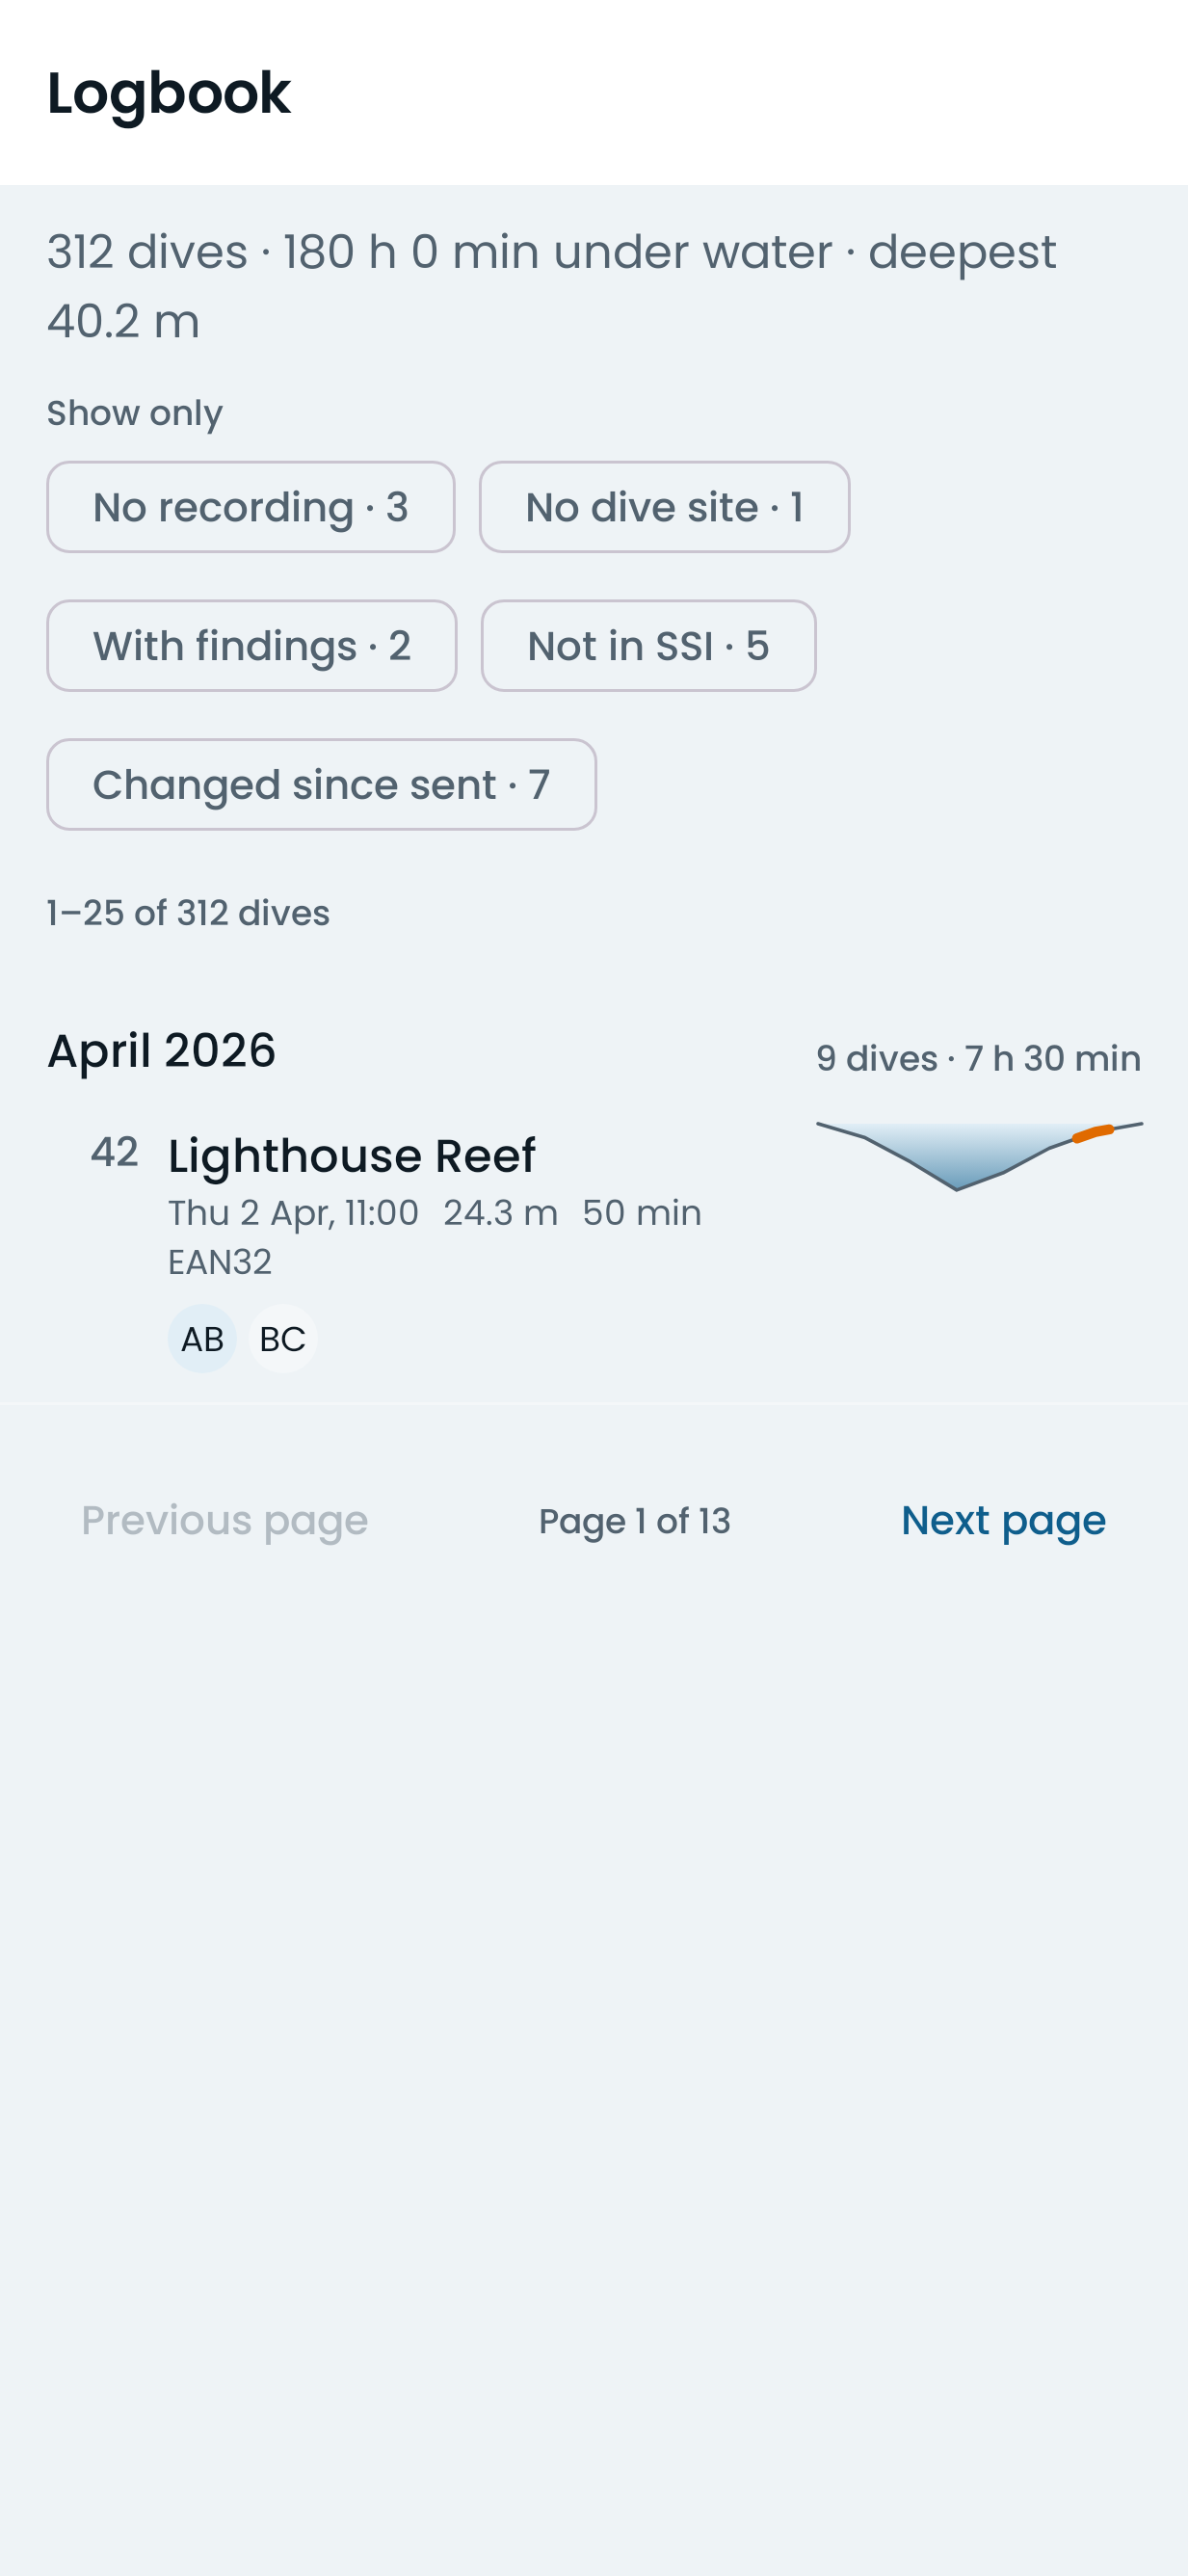 Logbook
312 dives · 180 h 0 min under water · deepest
40.2 m
Show only
No recording · 3
No dive site · 1
With findings · 2
Not in SSI · 5
Changed since sent · 7
1–25 of 312 dives
April 2026
9 dives · 7 h 30 min
42
Lighthouse Reef
Thu 2 Apr, 11:00 24.3 m 50 min
EAN32
AB BC
Previous page
Page 1 of 13
Next page